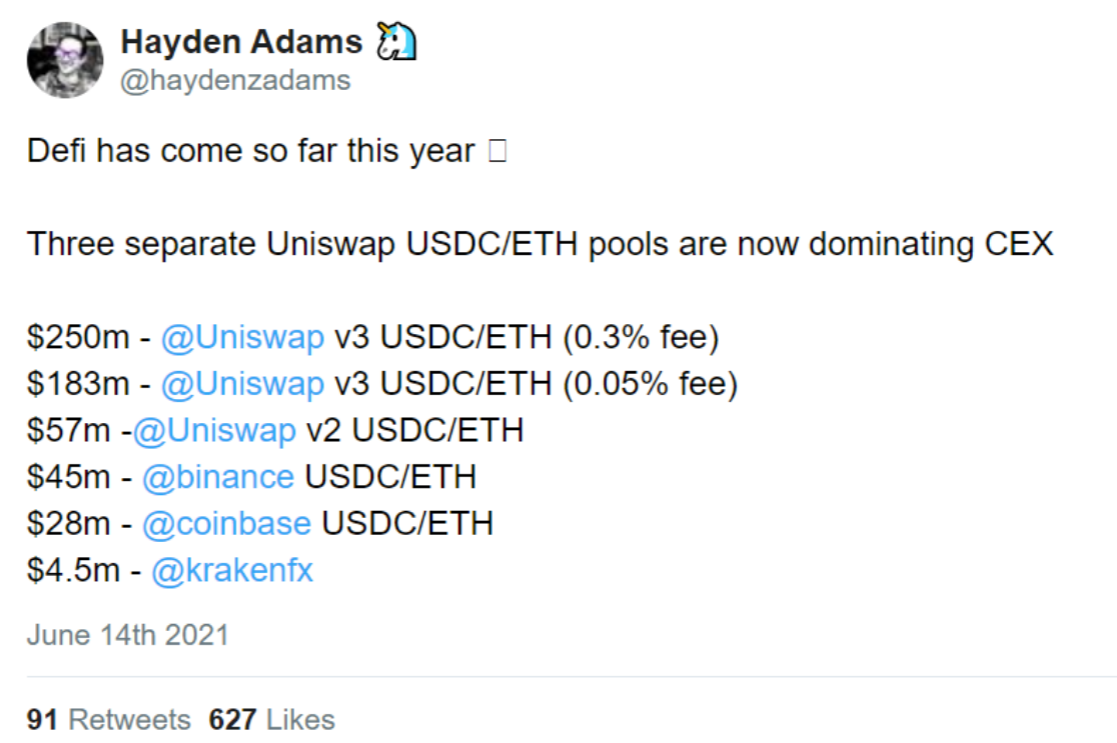 Hayden Adams 🦄
@haydenzadams
Defi has come so far this year
Three separate Uniswap USDC/ETH pools are now dominating CEX
$250m - @Uniswap v3 USDC/ETH (0.3% fee)
$183m - @Uniswap v3 USDC/ETH (0.05% fee)
$57m -@Uniswap v2 USDC/ETH
$45m - @binance USDC/ETH
$28m - @coinbase USDC/ETH
$4.5m - @krakenfx
June 14th 2021
91 Retweets 627 Likes